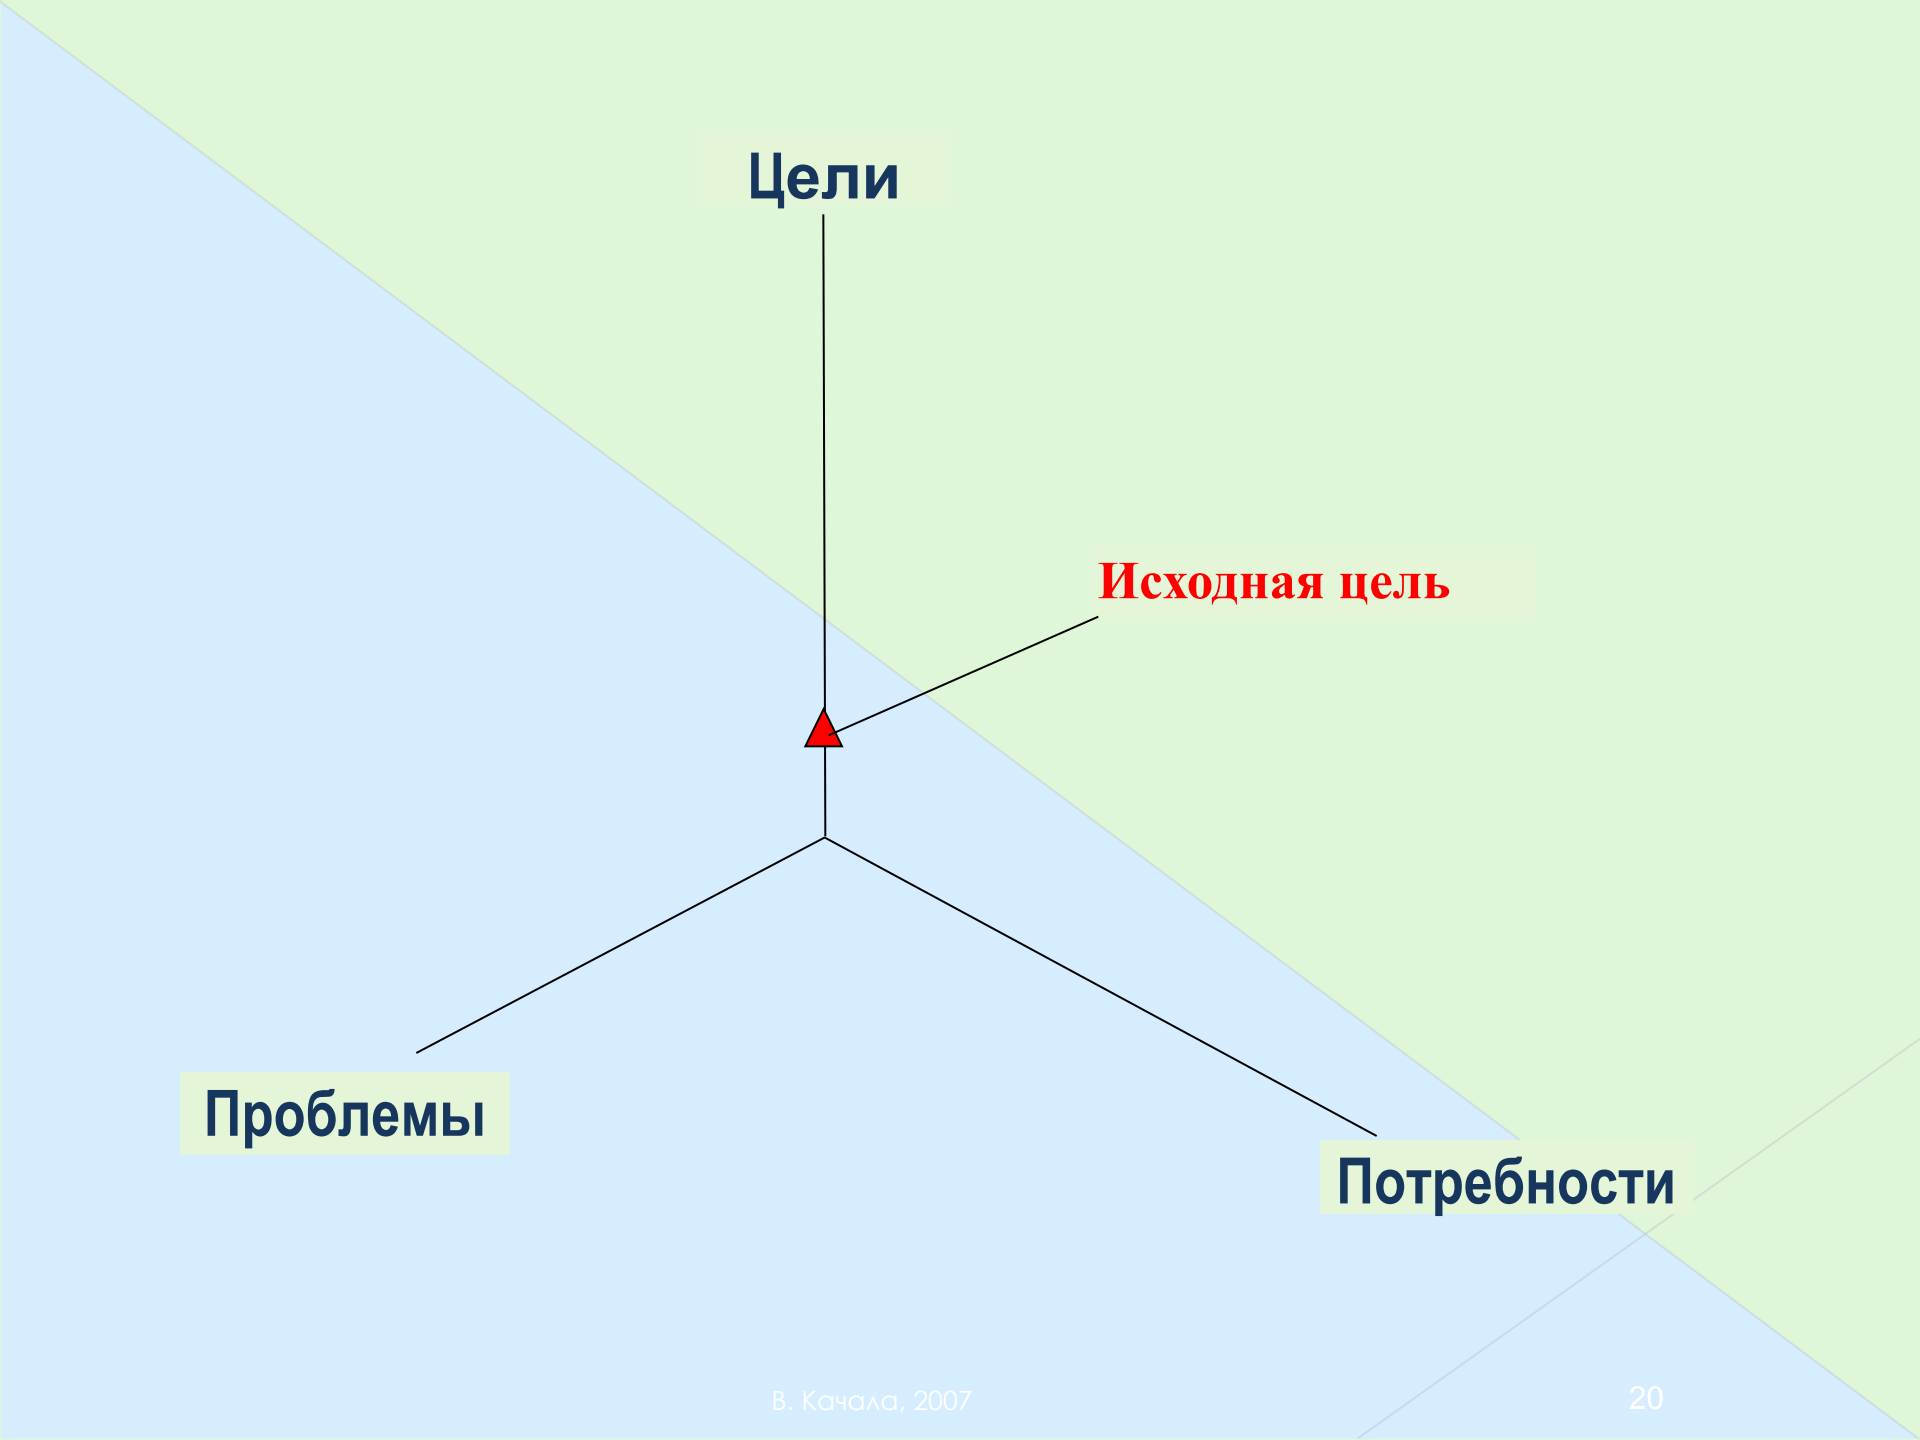 Цели
Исходная цель
Проблемы
Потребности
В. Качала, 2007
20